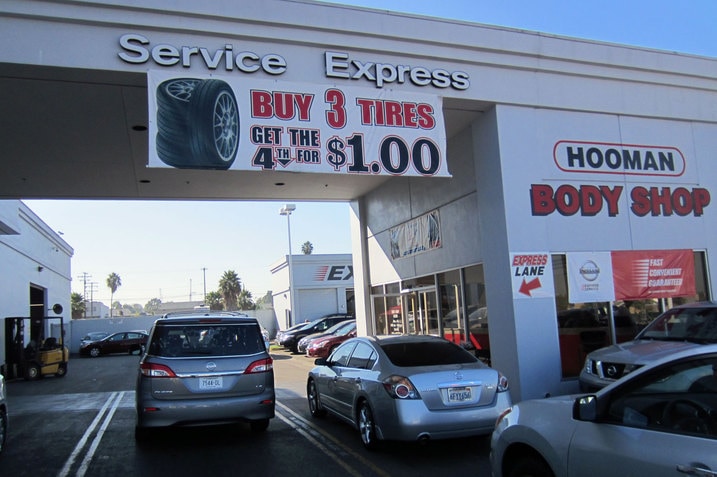 Service Express
BUY 3 TIRES
GET THE
4TH FOR $1.00
HOOMAN
BODY SHOP
EXPRESS
LANE
FAST
CONVENIENT
GUARANTEED
EX